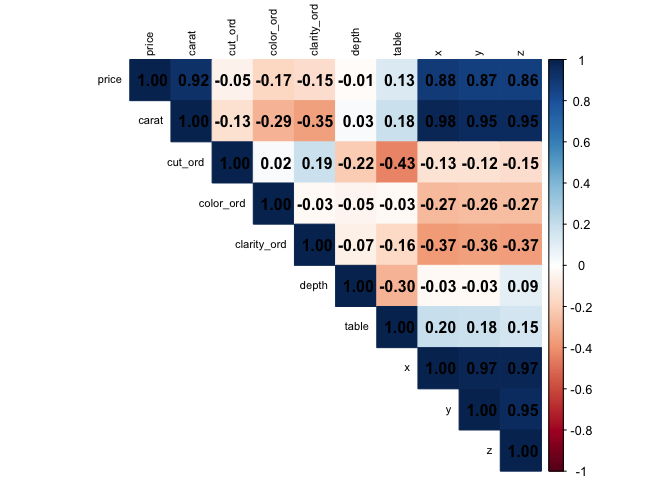 price carat cut_ord color_ord clarity_ord depth table x y z
price 1.00 0.92 -0.05 -0.17 -0.15 -0.01 0.13 0.88 0.87 0.86
carat 1.00 -0.13 -0.29 -0.35 0.03 0.18 0.98 0.95 0.95
cut_ord 1.00 0.02 0.19 -0.22 -0.43 -0.13 -0.12 -0.15
color_ord 1.00 -0.03 -0.05 -0.03 -0.27 -0.26 -0.27
clarity_ord 1.00 -0.07 -0.16 -0.37 -0.36 -0.37
depth 1.00 -0.30 -0.03 -0.03 0.09
table 1.00 0.20 0.18 0.15
x 1.00 0.97 0.97
y 1.00 0.95
z 1.00
1
0.8
0.6
0.4
0.2
0
-0.2
-0.4
-0.6
-0.8
-1